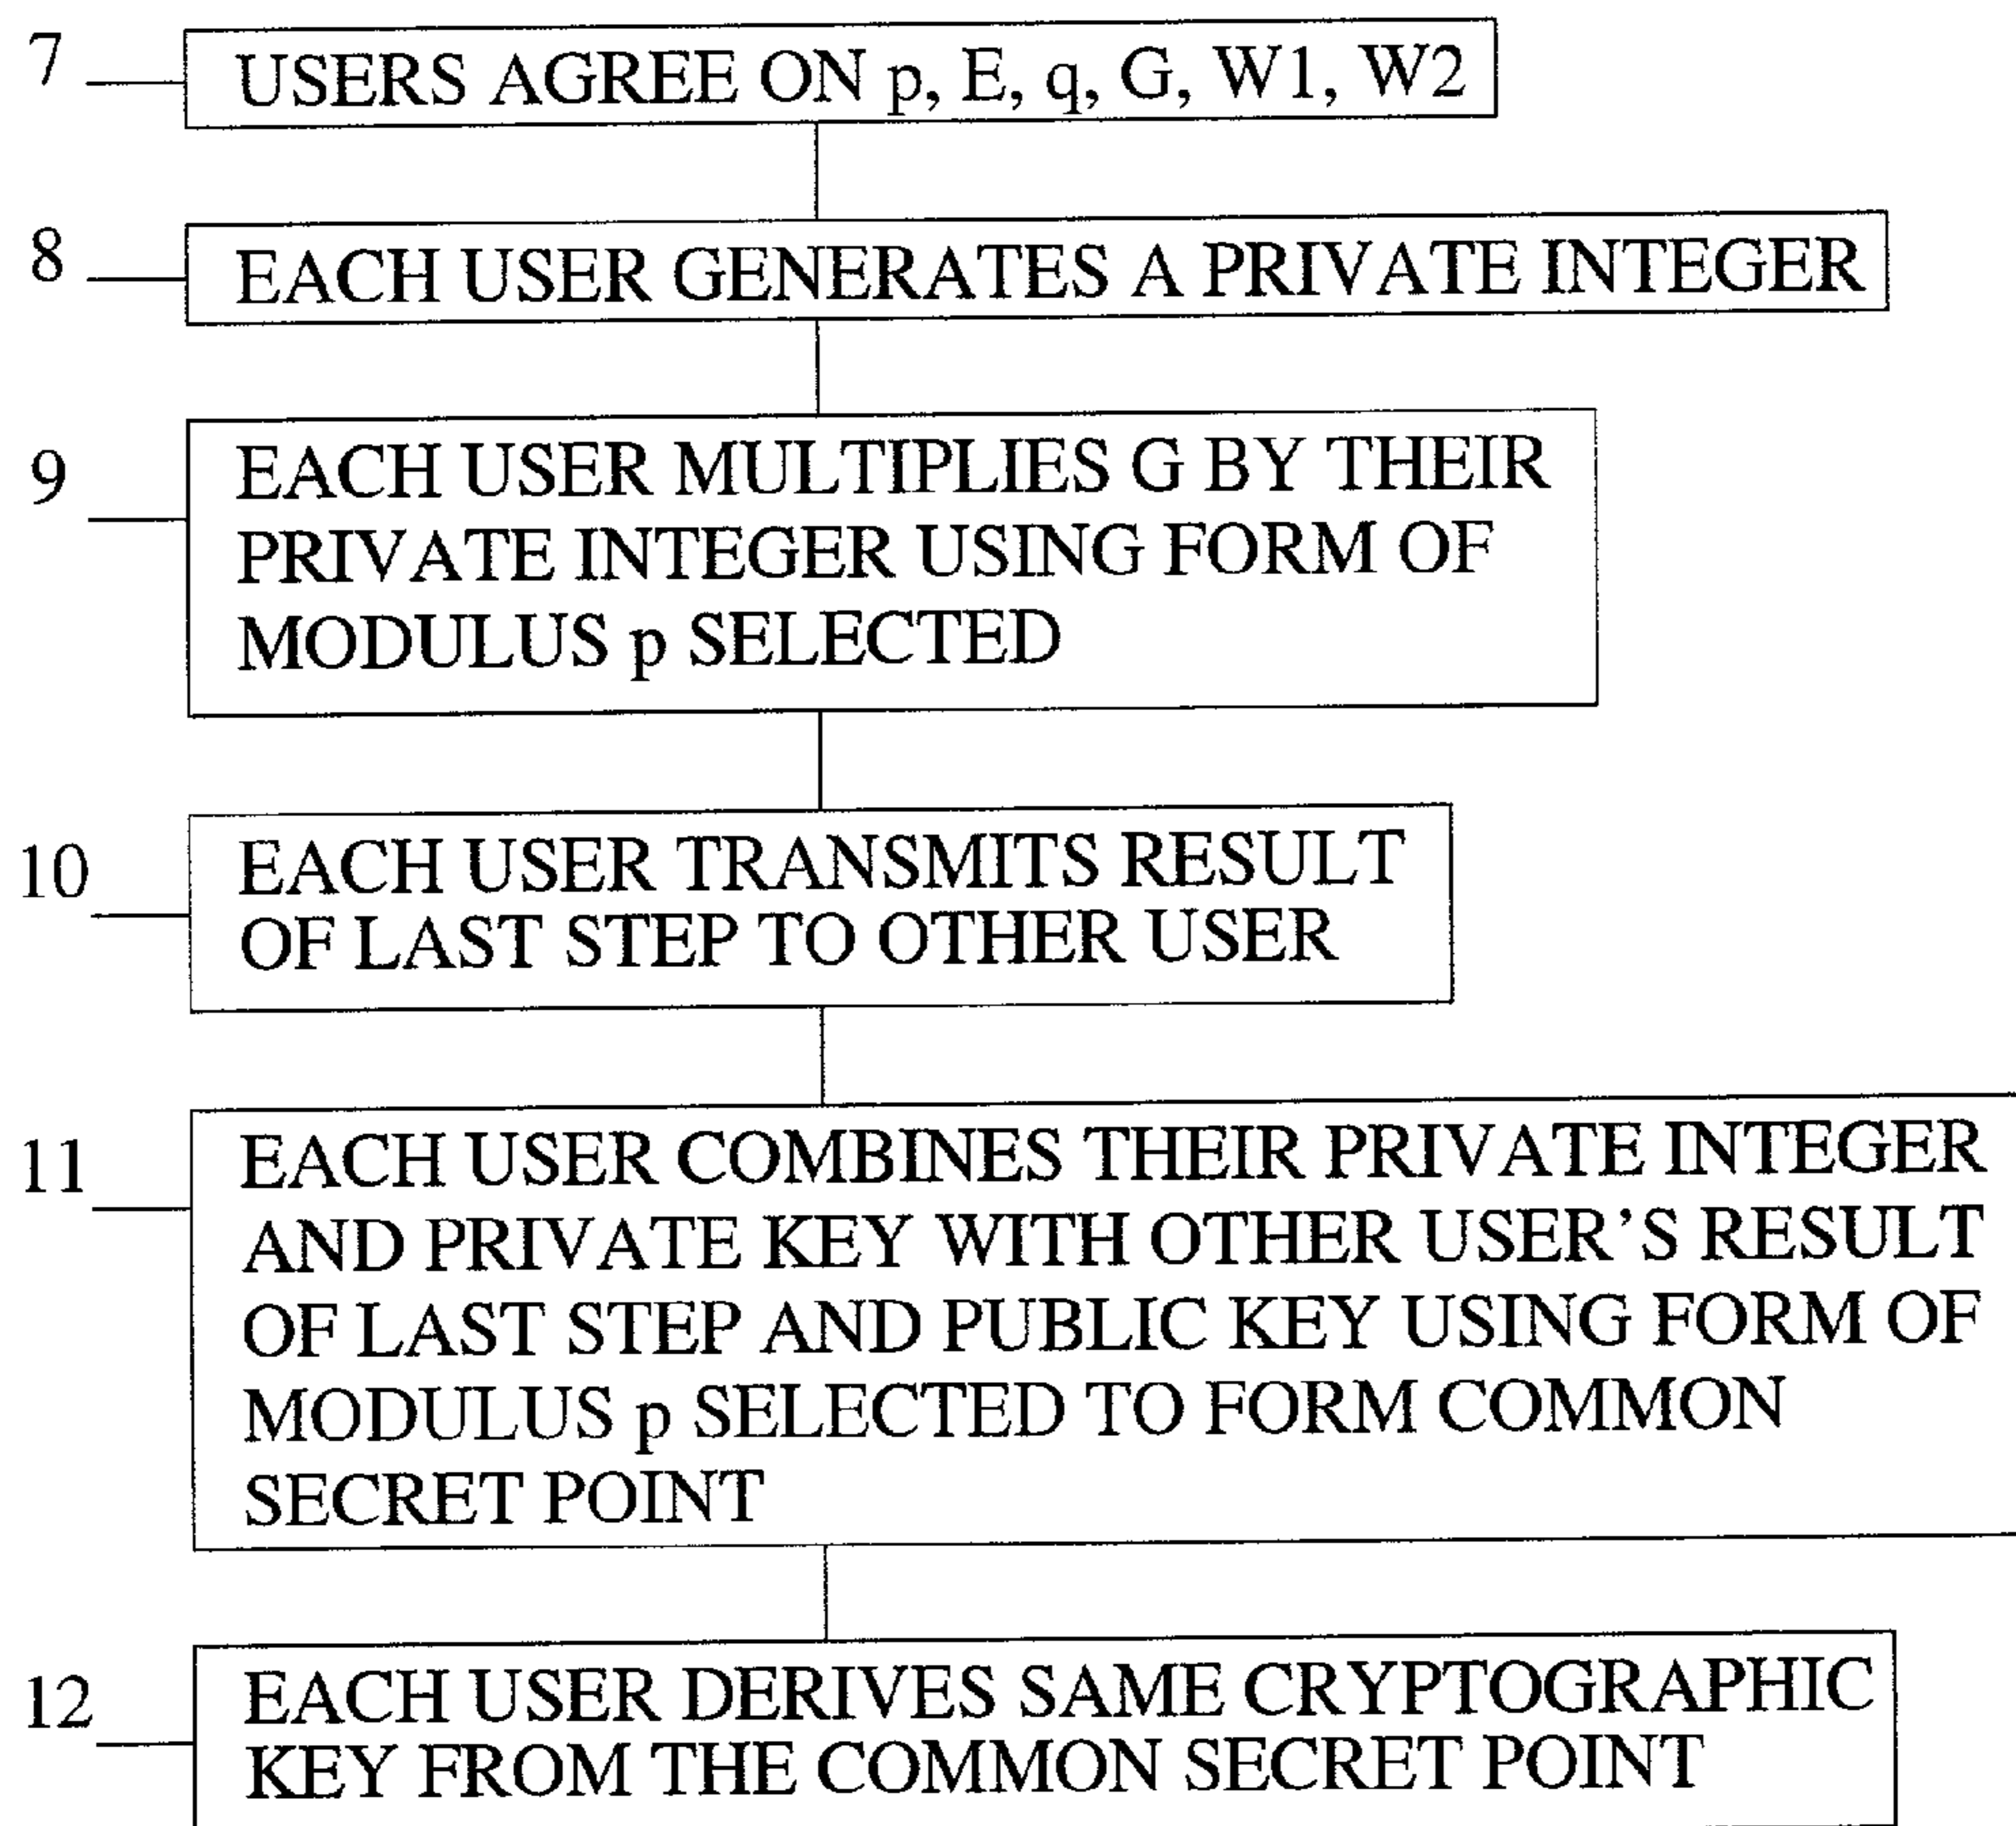 7 USERS AGREE ON p, E, q, G, W1, W2
8 EACH USER GENERATES A PRIVATE INTEGER
9 EACH USER MULTIPLIES G BY THEIR
PRIVATE INTEGER USING FORM OF
MODULUS p SELECTED
10 EACH USER TRANSMITS RESULT
OF LAST STEP TO OTHER USER
11 EACH USER COMBINES THEIR PRIVATE INTEGER
AND PRIVATE KEY WITH OTHER USER'S RESULT
OF LAST STEP AND PUBLIC KEY USING FORM OF
MODULUS p SELECTED TO FORM COMMON
SECRET POINT
12 EACH USER DERIVES SAME CRYPTOGRAPHIC
KEY FROM THE COMMON SECRET POINT